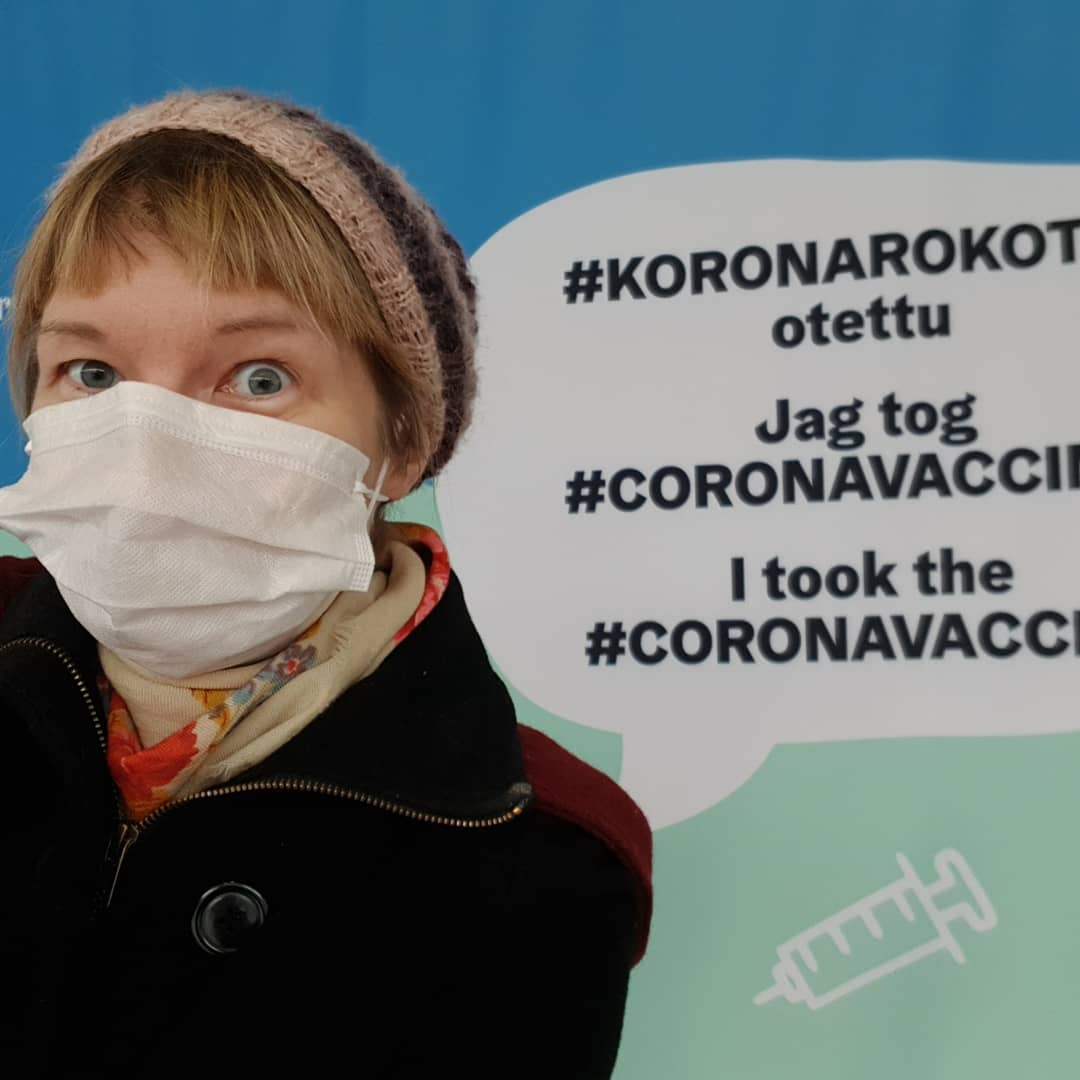 #KORONAROKOT
otettu
Jag tog
#CORONAVACCI
I took the
#CORONAVACC